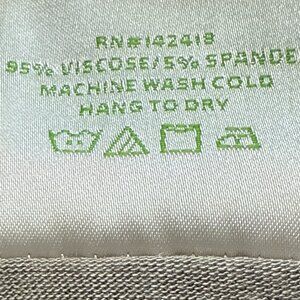 RN#142418
95% VISCOSE/5% SPANDE
MACHINE WASH COLD
HANG TO DRY